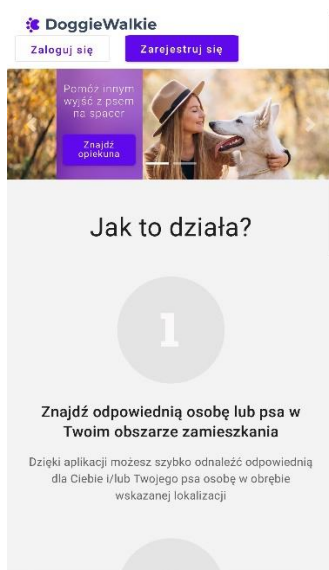 DoggieWalkie
Zaloguj się
Zarejestruj się
Pomóż innym
wyjść z psem
na spacer
Znajdź
opiekuna
Jak to działa?
1
Znajdź odpowiednią osobę lub psa w
Twoim obszarze zamieszkania
Dzięki aplikacji możesz szybko odnaleźć odpowiednią
dla Ciebie i/lub Twojego psa osobę w obrębie
wskazanej lokalizacji